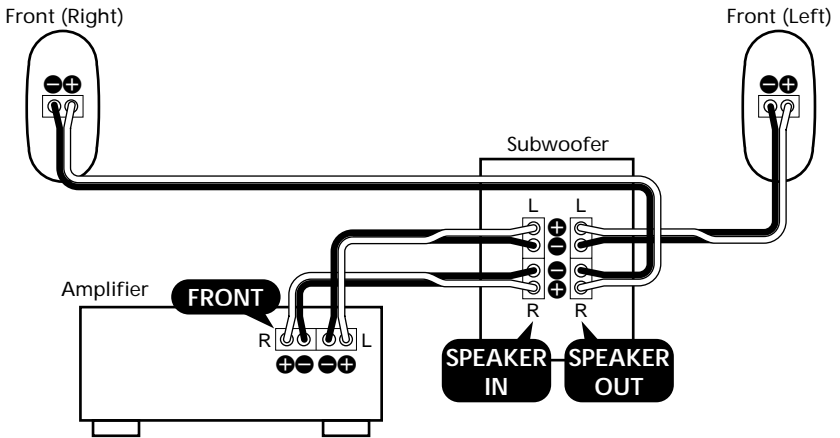 Front (Right)
Front (Left)
Subwoofer
L L
Amplifier
FRONT
R L
R R
SPEAKER
IN
SPEAKER
OUT